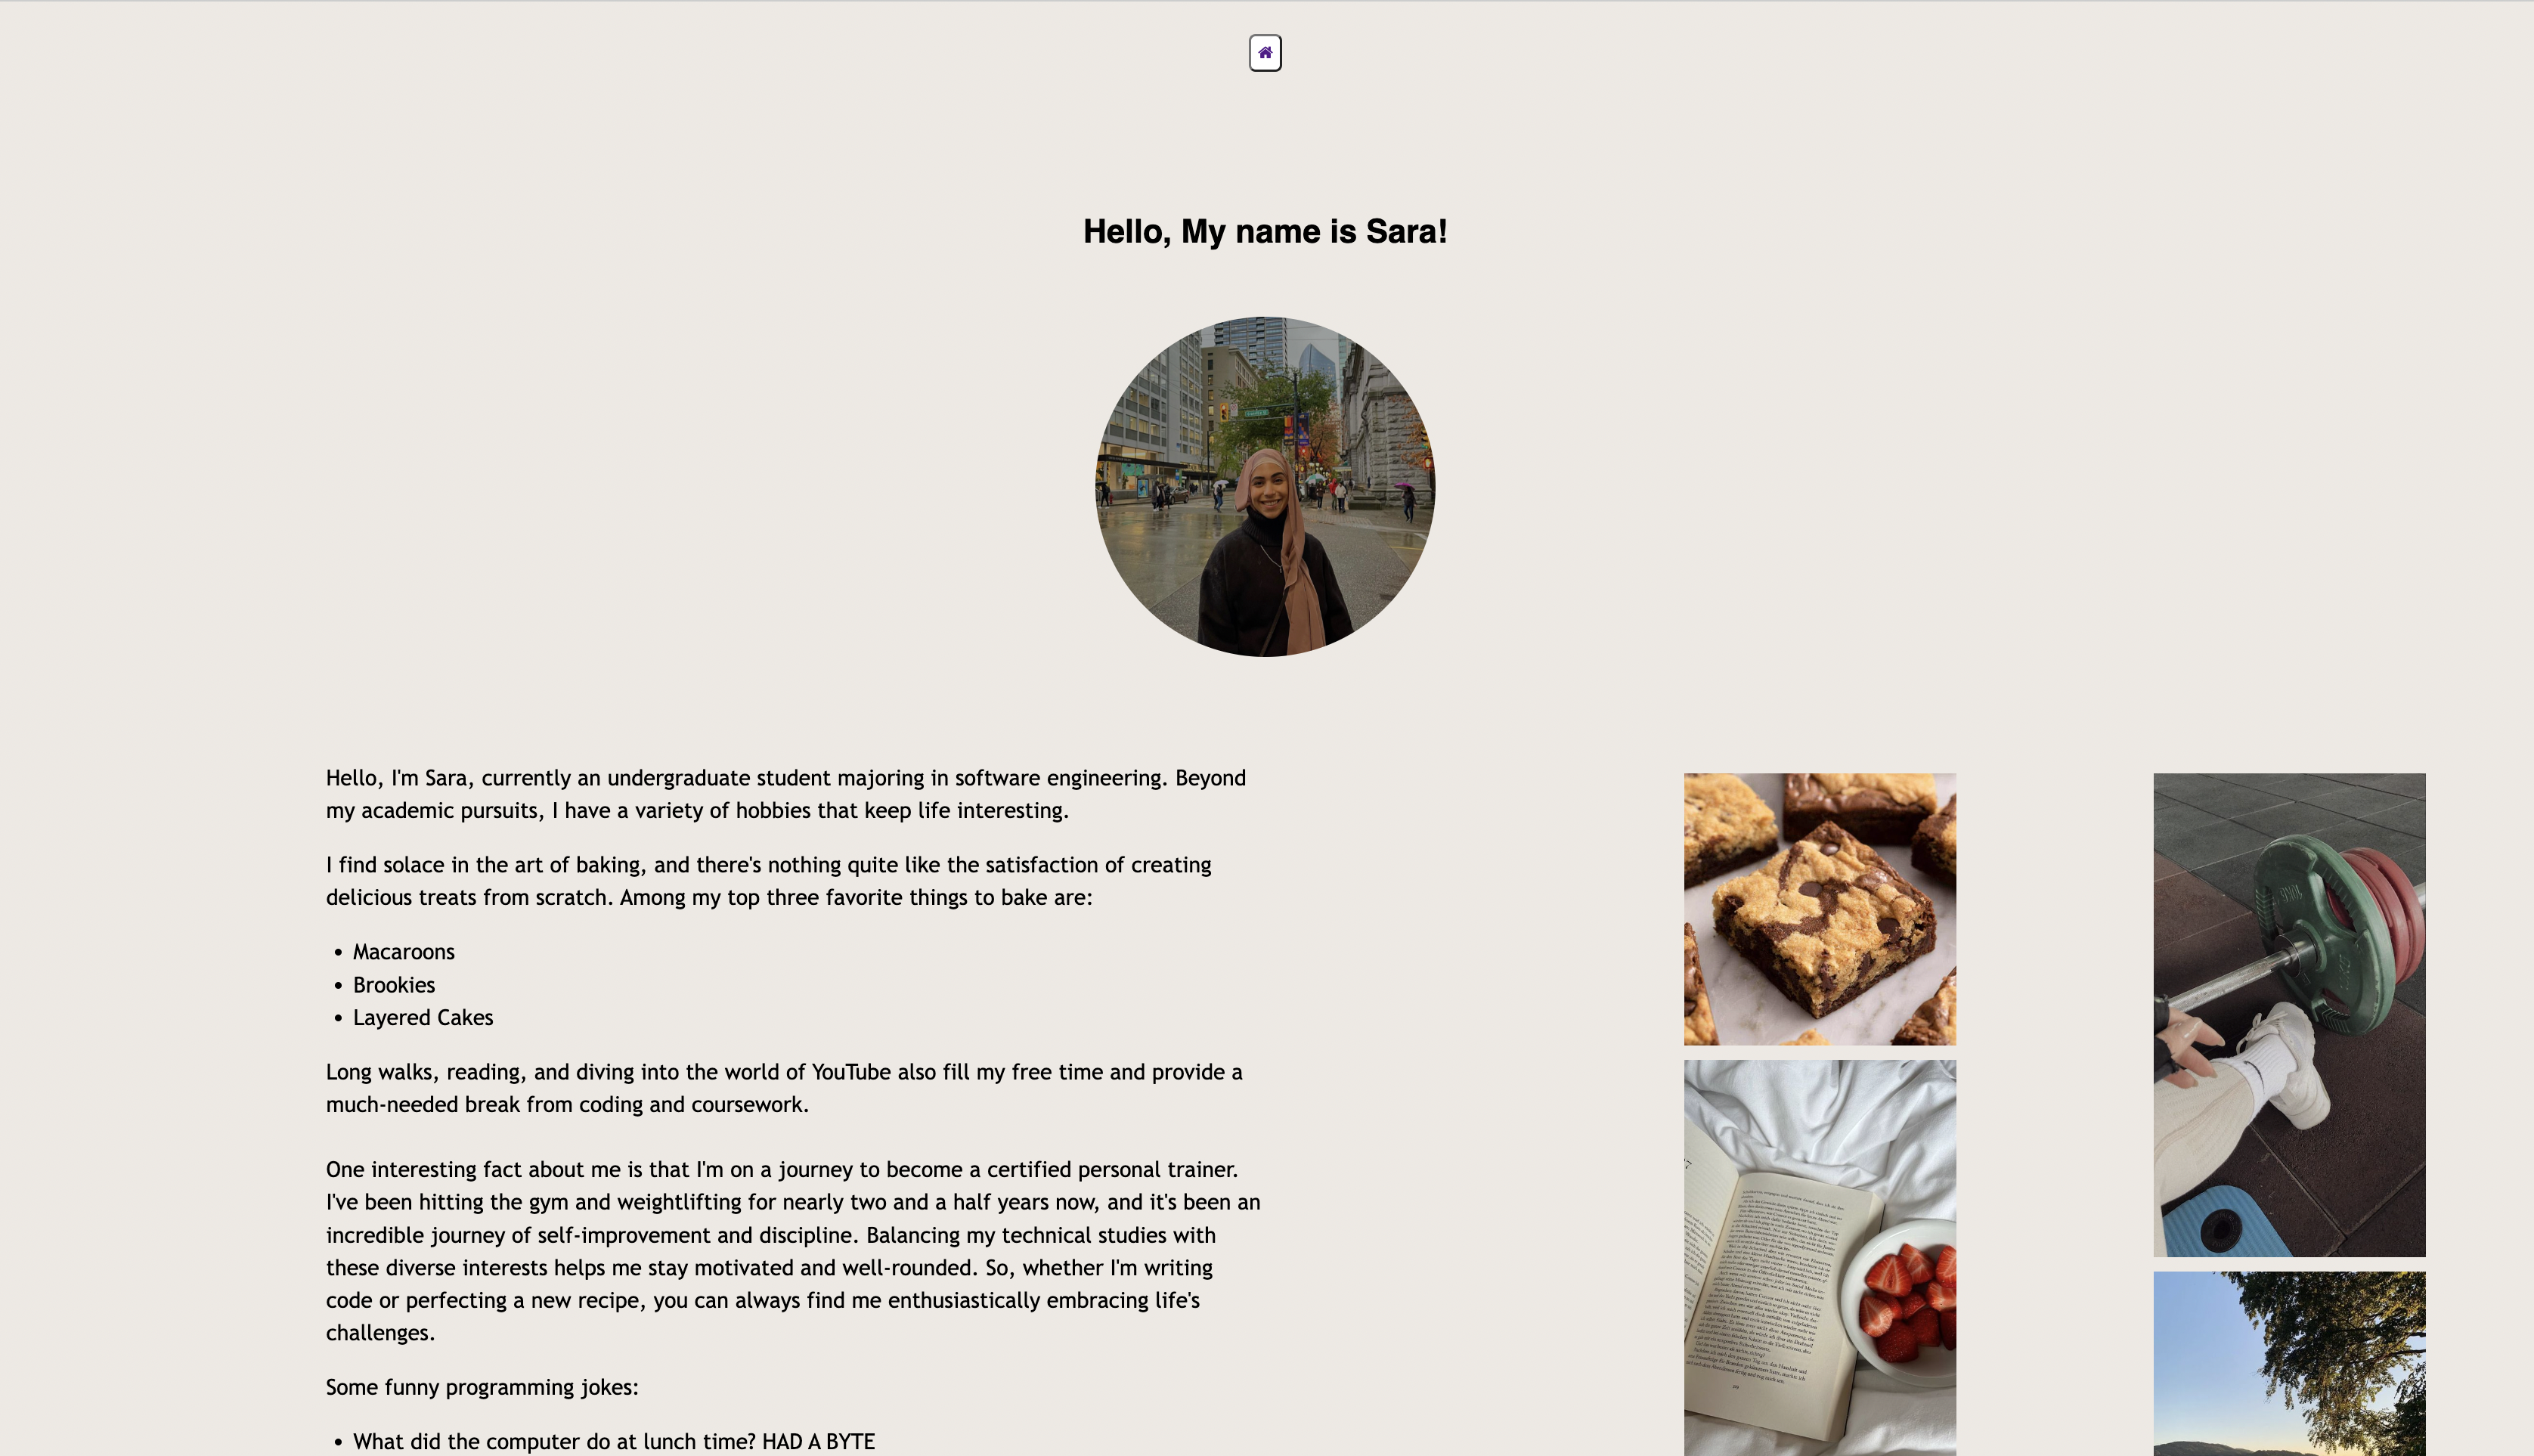 Hello, My name is Sara!
Hello, I'm Sara, currently an undergraduate student majoring in software engineering. Beyond
my academic pursuits, I have a variety of hobbies that keep life interesting.
I find solace in the art of baking, and there's nothing quite like the satisfaction of creating
delicious treats from scratch. Among my top three favorite things to bake are:
• Macaroons
• Brookies
• Layered Cakes
Long walks, reading, and diving into the world of YouTube also fill my free time and provide a
much-needed break from coding and coursework.
One interesting fact about me is that I'm on a journey to become a certified personal trainer.
I've been hitting the gym and weightlifting for nearly two and a half years now, and it's been an
incredible journey of self-improvement and discipline. Balancing my technical studies with
these diverse interests helps me stay motivated and well-rounded. So, whether I'm writing
code or perfecting a new recipe, you can always find me enthusiastically embracing life's
challenges.
Some funny programming jokes:
• What did the computer do at lunch time? HAD A BYTE